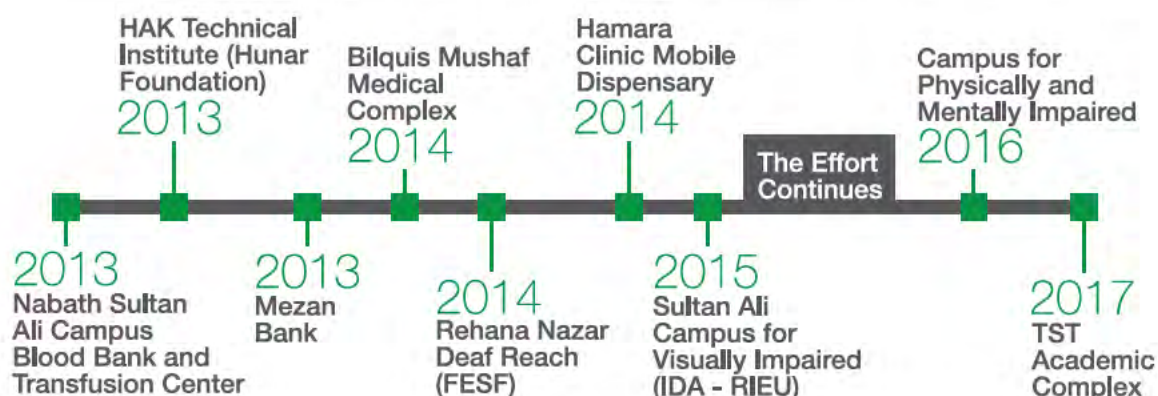 HAK Technical
Institute (Hunar
Foundation)
2013
Bilquis Mushaf
Medical
Complex
2014
Hamara
Clinic Mobile
Dispensary
2014
Campus for
Physically and
Mentally Impaired
2016
The Effort
Continues
2013
Nabath Sultan
Ali Campus
Blood Bank and
Transfusion Center
2013
Mezan
Bank
2014
Rehana Nazar
Deaf Reach
(FESF)
2015
Sultan Ali
Campus for
Visually Impaired
(IDA - RIEU)
2017
TST
Academic
Complex